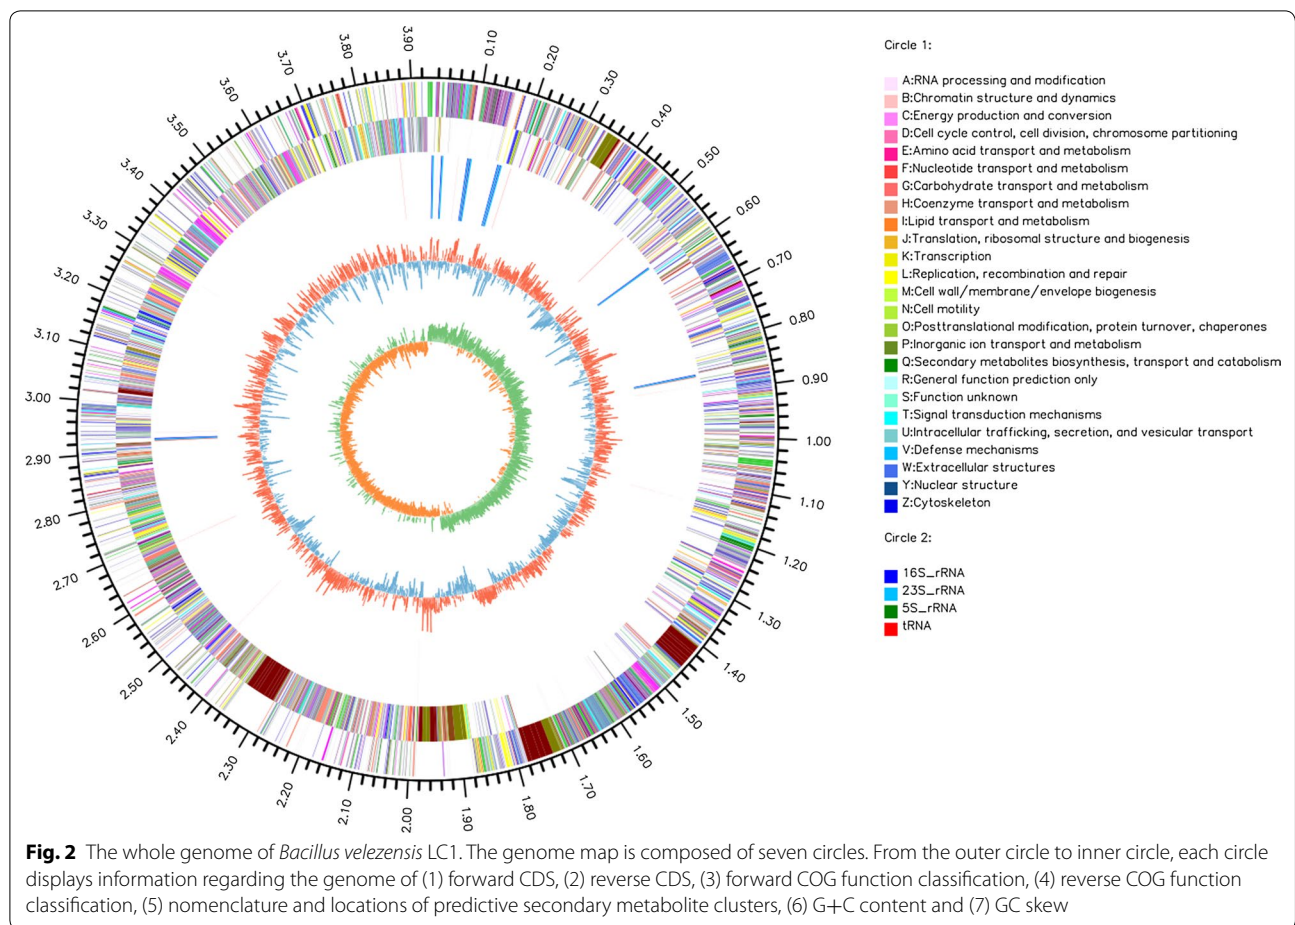 3.90
0.10
3.80
0.20
3.70
0.30
3.60
0.40
3.50
0.50
3.40
0.60
3.30
0.70
3.20
0.80
3.10
0.90
3.00
1.00
2.90
1.10
2.80
1.20
2.70
1.30
2.60
1.40
2.50
1.50
2.40
1.60
2.30
1.70
2.20
1.80
2.10
1.90
2.00
Circle 1:
A:RNA processing and modification
B:Chromatin structure and dynamics
C:Energy production and conversion
D:Cell cycle control, cell division, chromosome partitioning
E:Amino acid transport and metabolism
F:Nucleotide transport and metabolism
G:Carbohydrate transport and metabolism
H:Coenzyme transport and metabolism
I:Lipid transport and metabolism
J:Translation, ribosomal structure and biogenesis
K:Transcription
L:Replication, recombination and repair
M:Cell wall/membrane/envelope biogenesis
N:Cell motility
O:Posttranslational modification, protein turnover, chaperones
P:Inorganic ion transport and metabolism
Q:Secondary metabolites biosynthesis, transport and catabolism
R:General function prediction only
S:Function unknown
T:Signal transduction mechanisms
U:Intracellular trafficking, secretion, and vesicular transport
V:Defense mechanisms
W:Extracellular structures
Y:Nuclear structure
Z:Cytoskeleton
Circle 2:
16S_rRNA
23S_rRNA
5S_rRNA
tRNA
Fig. 2 The whole genome of Bacillus velezensis LC1. The genome map is composed of seven circles. From the outer circle to inner circle, each circle
displays information regarding the genome of (1) forward CDS, (2) reverse CDS, (3) forward COG function classification, (4) reverse COG function
classification, (5) nomenclature and locations of predictive secondary metabolite clusters, (6) G+C content and (7) GC skew